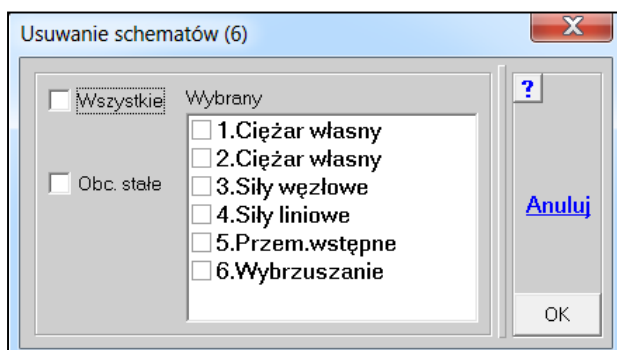 Usuwanie schematów (6)
X
Wszystkie
Wybrany
?
1.Ciężar własny
2.Ciężar własny
Obc. stałe
3.Siły węzłowe
4.Siły liniowe
Anuluj
5.Przem.wstępne
6.Wybrzuszanie
OK